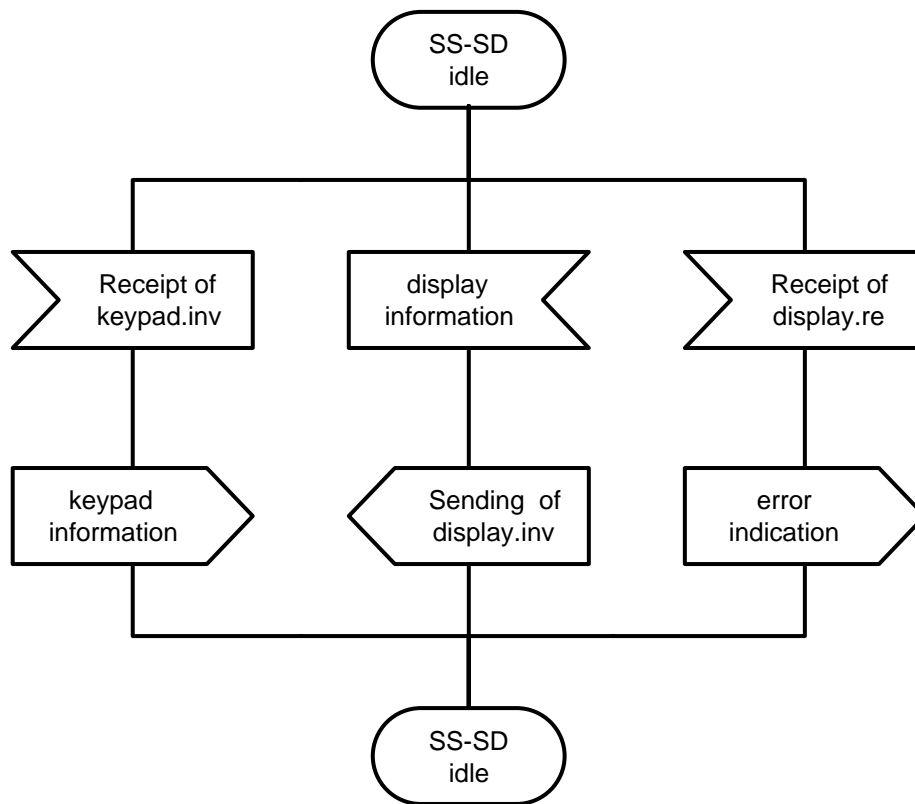 SS-SD
idle
Receipt of
keypad.inv
display
information
Receipt of
display.re
keypad
information
Sending of
display.inv
error
indication
SS-SD
idle